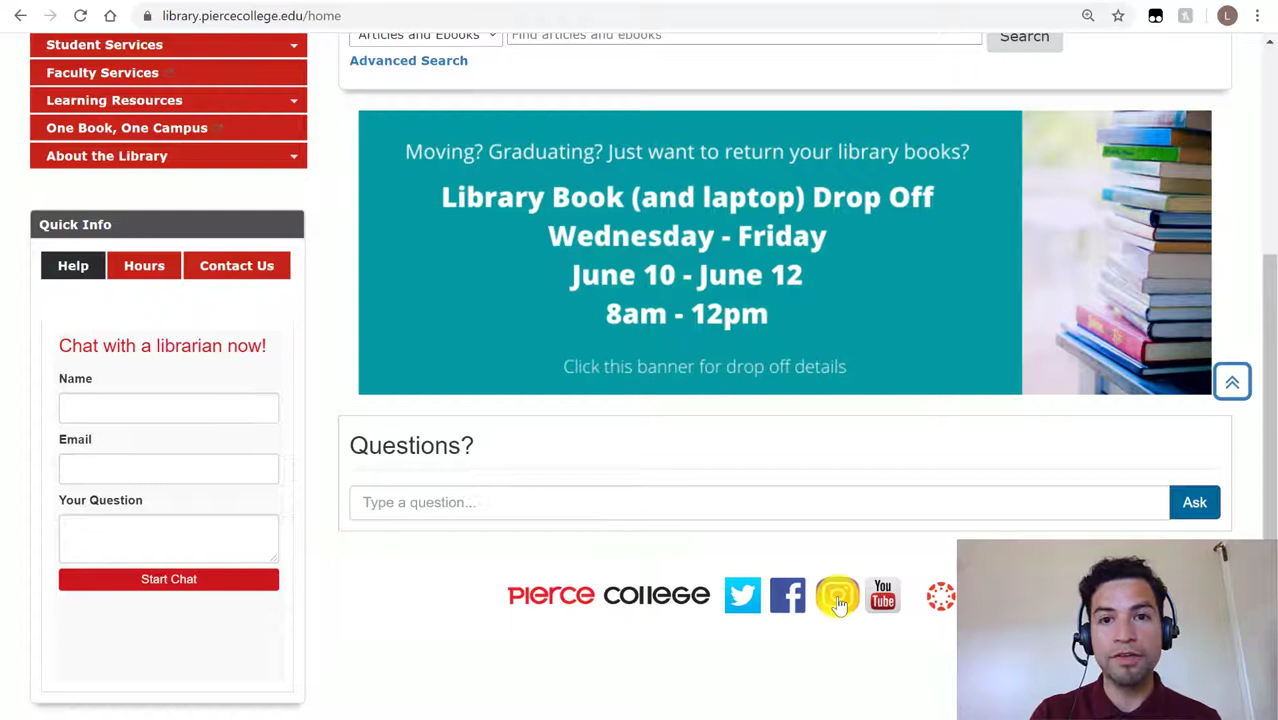 library.piercecollege.edu/home
L
Student Services
Faculty Services
Learning Resources
One Book, One Campus
About the Library
Articles and Ebooks
Find articles and ebooks
Search
Advanced Search
Moving? Graduating? Just want to return your library books?
Library Book (and laptop) Drop Off
Wednesday - Friday
June 10 - June 12
8am - 12pm
Click this banner for drop off details
Quick Info
Help
Hours
Contact Us
Chat with a librarian now!
Name
Email
Your Question
Start Chat
Questions?
Type a question...
Ask
PIERCE COLLEGE
You
Tube